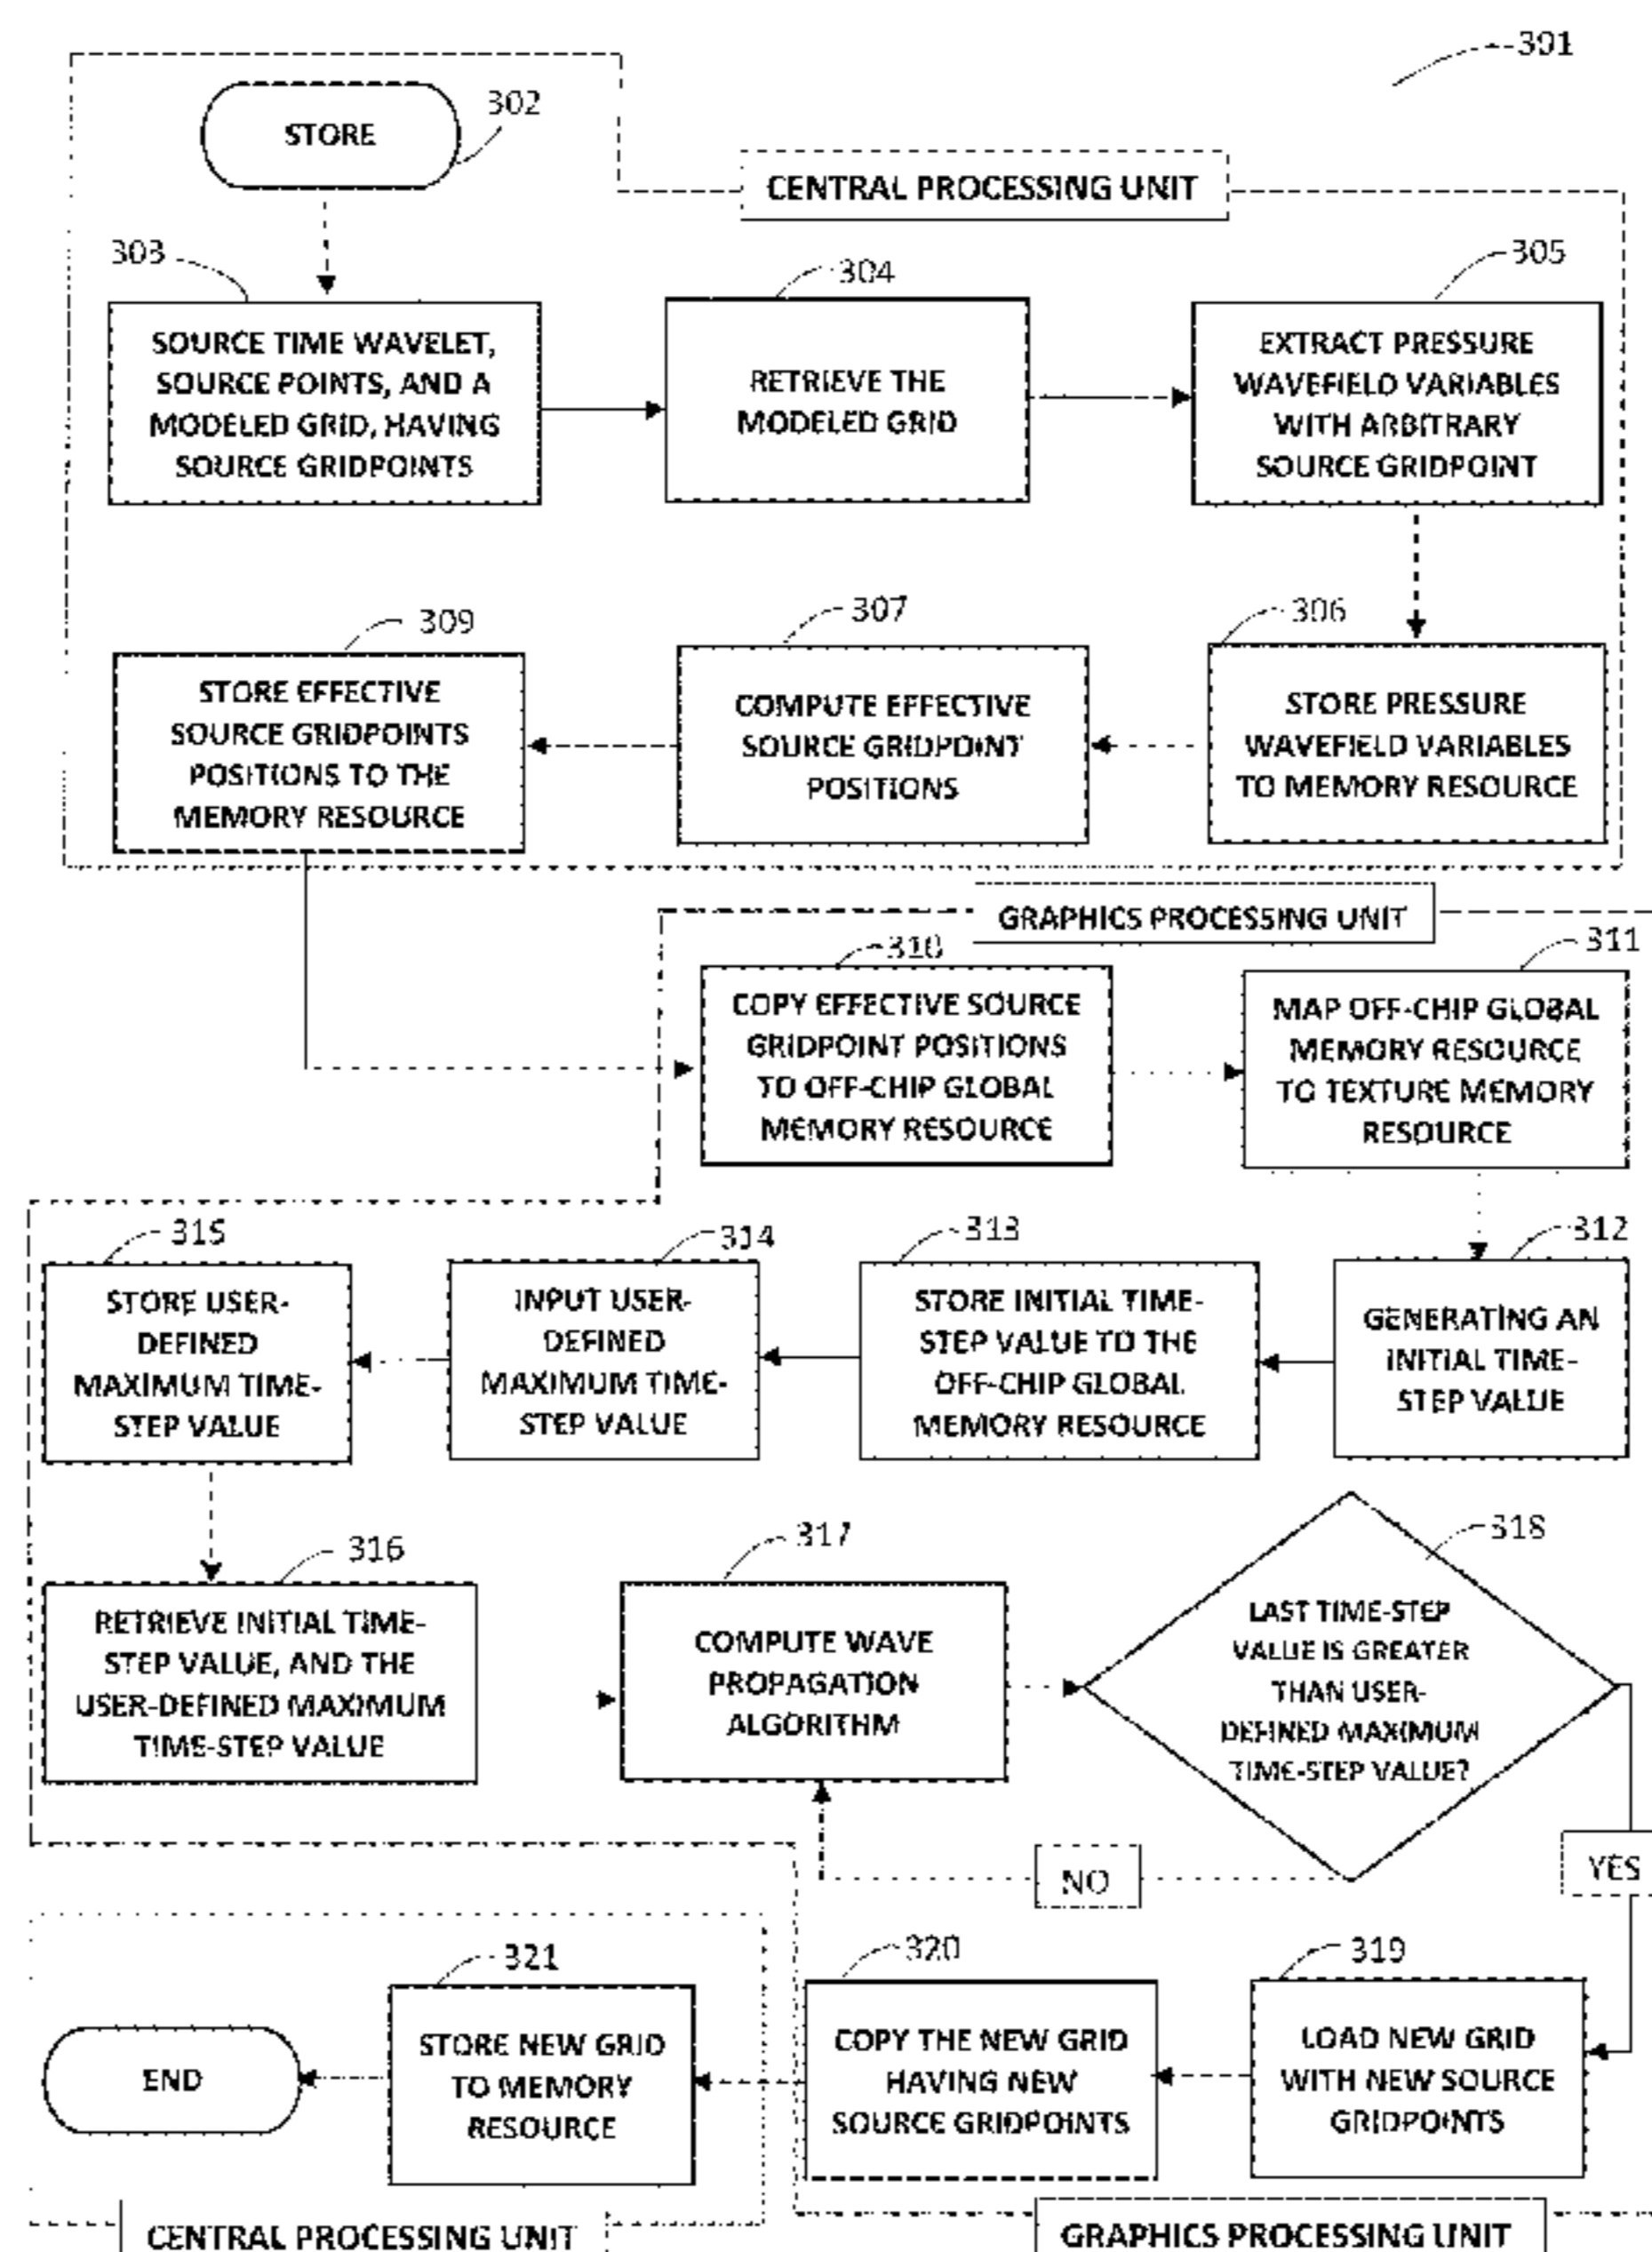 301
302
STORE
CENTRAL PROCESSING UNIT
303
SOURCE TIME WAVELET,
SOURCE POINTS, AND A
MODELED GRID, HAVING
SOURCE GRIDPOINTS
304
RETRIEVE THE
MODELED GRID
305
EXTRACT PRESSURE
WAVEFIELD VARIABLES
WITH ARBITRARY
SOURCE GRIDPOINT
306
STORE PRESSURE
WAVEFIELD VARIABLES
TO MEMORY RESOURCE
307
COMPUTE EFFECTIVE
SOURCE GRIDPOINT
POSITIONS
309
STORE EFFECTIVE
SOURCE GRIDPOINTS
POSITIONS TO THE
MEMORY RESOURCE
GRAPHICS PROCESSING UNIT
310
COPY EFFECTIVE SOURCE
GRIDPOINT POSITIONS
TO OFF-CHIP GLOBAL
MEMORY RESOURCE
311
MAP OFF-CHIP GLOBAL
MEMORY RESOURCE
TO TEXTURE MEMORY
RESOURCE
312
GENERATING AN
INITIAL TIME-
STEP VALUE
313
STORE INITIAL TIME-
STEP VALUE TO THE
OFF-CHIP GLOBAL
MEMORY RESOURCE
314
INPUT USER-
DEFINED
MAXIMUM TIME-
STEP VALUE
315
STORE USER-
DEFINED
MAXIMUM TIME-
STEP VALUE
316
RETRIEVE INITIAL TIME-
STEP VALUE, AND THE
USER-DEFINED MAXIMUM
TIME-STEP VALUE
317
COMPUTE WAVE
PROPAGATION
ALGORITHM
318
LAST TIME-STEP
VALUE IS GREATER
THAN USER-
DEFINED MAXIMUM
TIME-STEP VALUE?
NO
YES
319
LOAD NEW GRID
WITH NEW SOURCE
GRIDPOINTS
320
COPY THE NEW GRID
HAVING NEW
SOURCE GRIDPOINTS
321
STORE NEW GRID
TO MEMORY
RESOURCE
END
CENTRAL PROCESSING UNIT
GRAPHICS PROCESSING UNIT